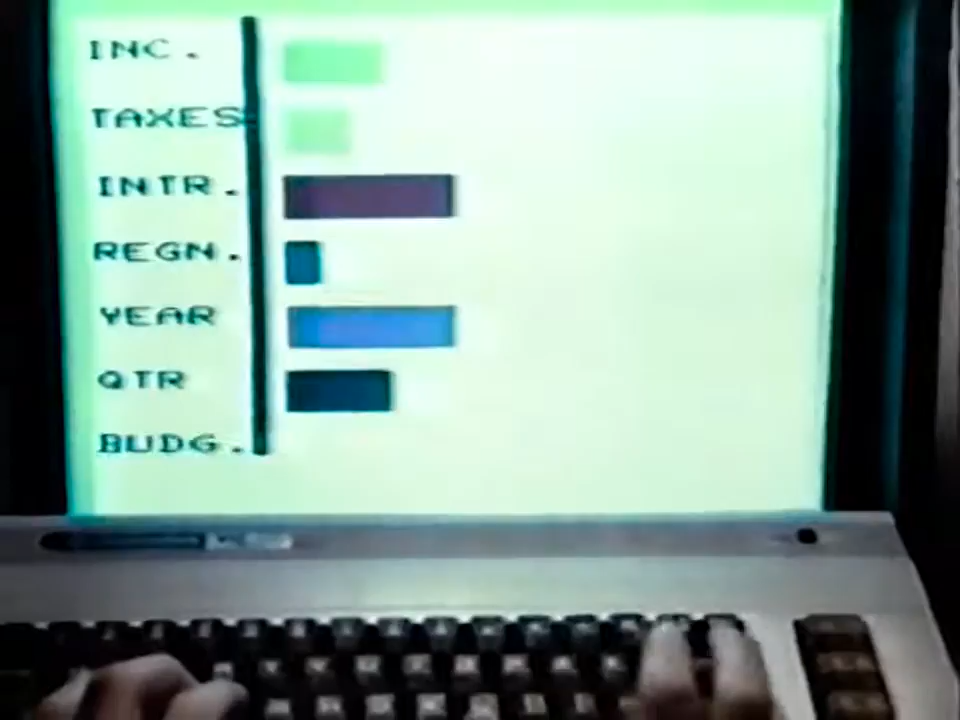 INC.
TAXES
INTR.
REGN.
YEAR
QTR
BUDG.